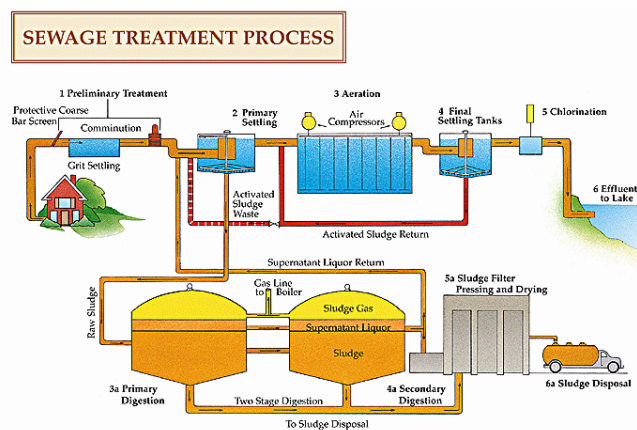 SEWAGE TREATMENT PROCESS
1 Preliminary Treatment
Protective Coarse
Bar Screen
Comminution
Grit Settling
2 Primary
Settling
3 Aeration
Air
Compressors
4 Final
Settling Tanks
5 Chlorination
6 Effluent
to Lake
Activated
Sludge
Waste
Activated Sludge Return
Supernatant Liquor Return
Gas Line
to Boiler
Raw Sludge
Sludge Gas
Supernatant Liquor
Sludge
5a Sludge Filter
Pressing and Drying
3a Primary
Digestion
Two Stage Digestion
4a Secondary
Digestion
6a Sludge Disposal
To Sludge Disposal